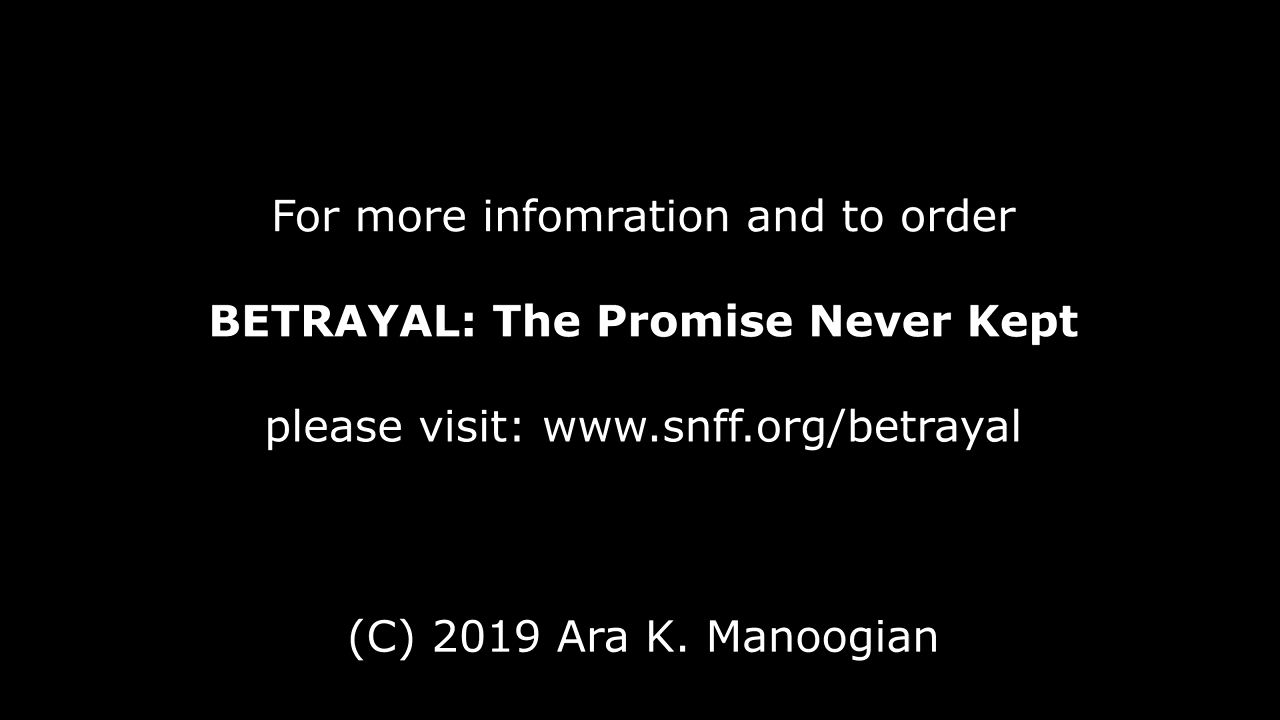 For more infomration and to order
BETRAYAL: The Promise Never Kept
please visit: www.snff.org/betrayal
(C) 2019 Ara K. Manoogian